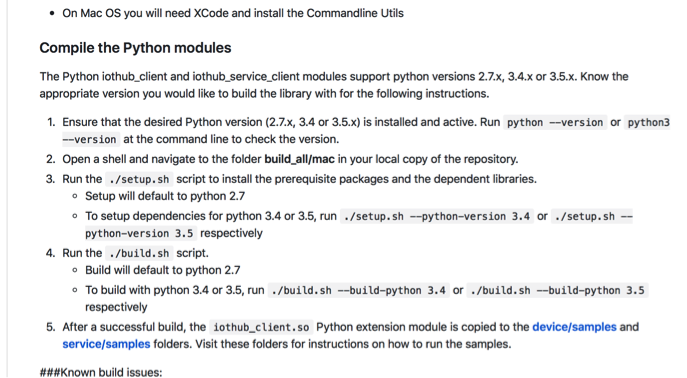 • On Mac OS you will need XCode and install the Commandline Utils
Compile the Python modules
The Python iothub_client and iothub_service_client modules support python versions 2.7.x, 3.4.x or 3.5.x. Know the
appropriate version you would like to build the library with for the following instructions.
1. Ensure that the desired Python version (2.7.x, 3.4 or 3.5.x) is installed and active. Run python --version or python3
--version at the command line to check the version.
2. Open a shell and navigate to the folder build_all/mac in your local copy of the repository.
3. Run the ./setup.sh script to install the prerequisite packages and the dependent libraries.
◦ Setup will default to python 2.7
◦ To setup dependencies for python 3.4 or 3.5, run ./setup.sh --python-version 3.4 or ./setup.sh --
python-version 3.5 respectively
4. Run the ./build.sh script.
◦ Build will default to python 2.7
◦ To build with python 3.4 or 3.5, run ./build.sh --build-python 3.4 or ./build.sh --build-python 3.5
respectively
5. After a successful build, the iothub_client.so Python extension module is copied to the device/samples and
service/samples folders. Visit these folders for instructions on how to run the samples.
###Known build issues: